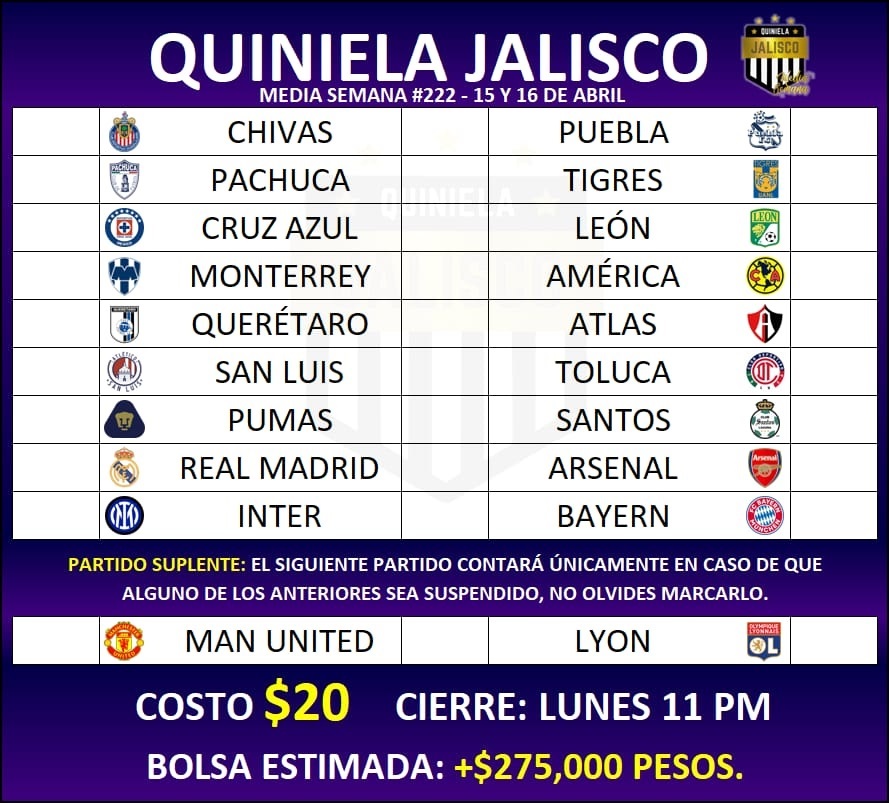 QUINIELA JALISCO
QUINIELA
JALISCO
Media
Semana
MEDIA SEMANA #222 - 15 Y 16 DE ABRIL
CHIVAS PUEBLA
PACHUCA TIGRES
CRUZ AZUL LEÓN
MONTERREY AMÉRICA
QUERÉTARO ATLAS
SAN LUIS TOLUCA
PUMAS SANTOS
REAL MADRID ARSENAL
INTER BAYERN
PARTIDO SUPLENTE: EL SIGUIENTE PARTIDO CONTARÁ ÚNICAMENTE EN CASO DE QUE
ALGUNO DE LOS ANTERIORES SEA SUSPENDIDO, NO OLVIDES MARCARLO.
MAN UNITED LYON
COSTO $20 CIERRE: LUNES 11 PM
BOLSA ESTIMADA: +$275,000 PESOS.